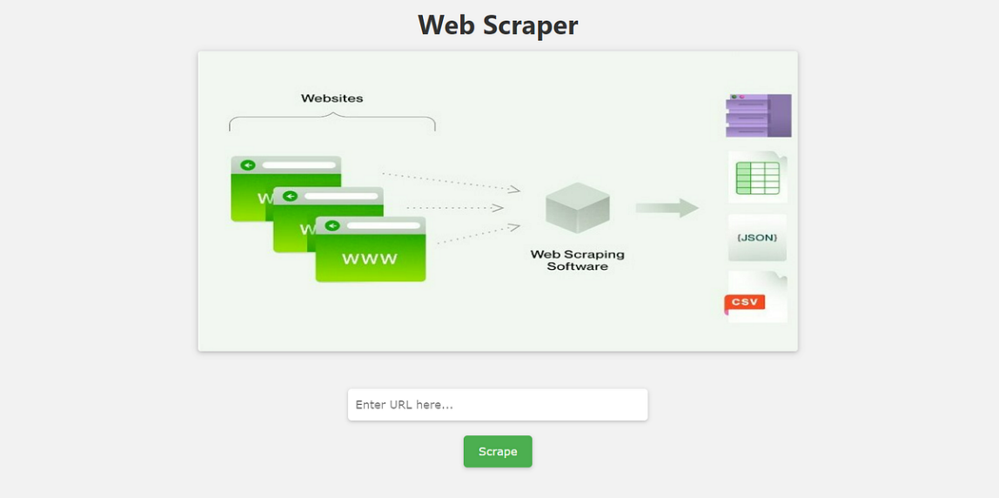 Web Scraper
Websites
W
W
WWW
Web Scraping
Software
{JSON}
CSV
Enter URL here...
Scrape